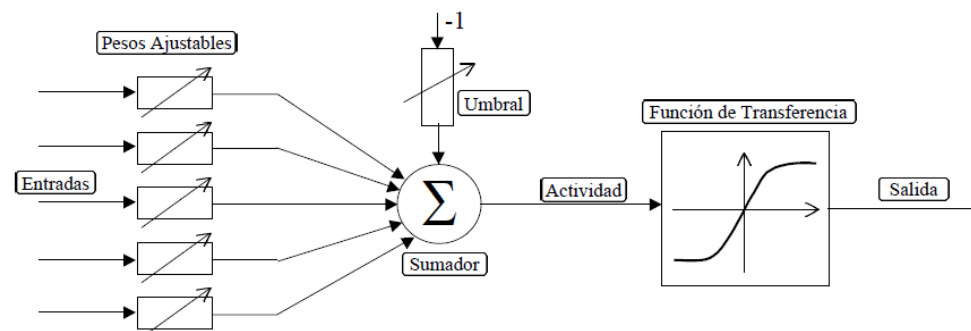 -1
Pesos Ajustables
Umbral
Función de Transferencia
Entradas
Σ
Actividad
Salida
Sumador